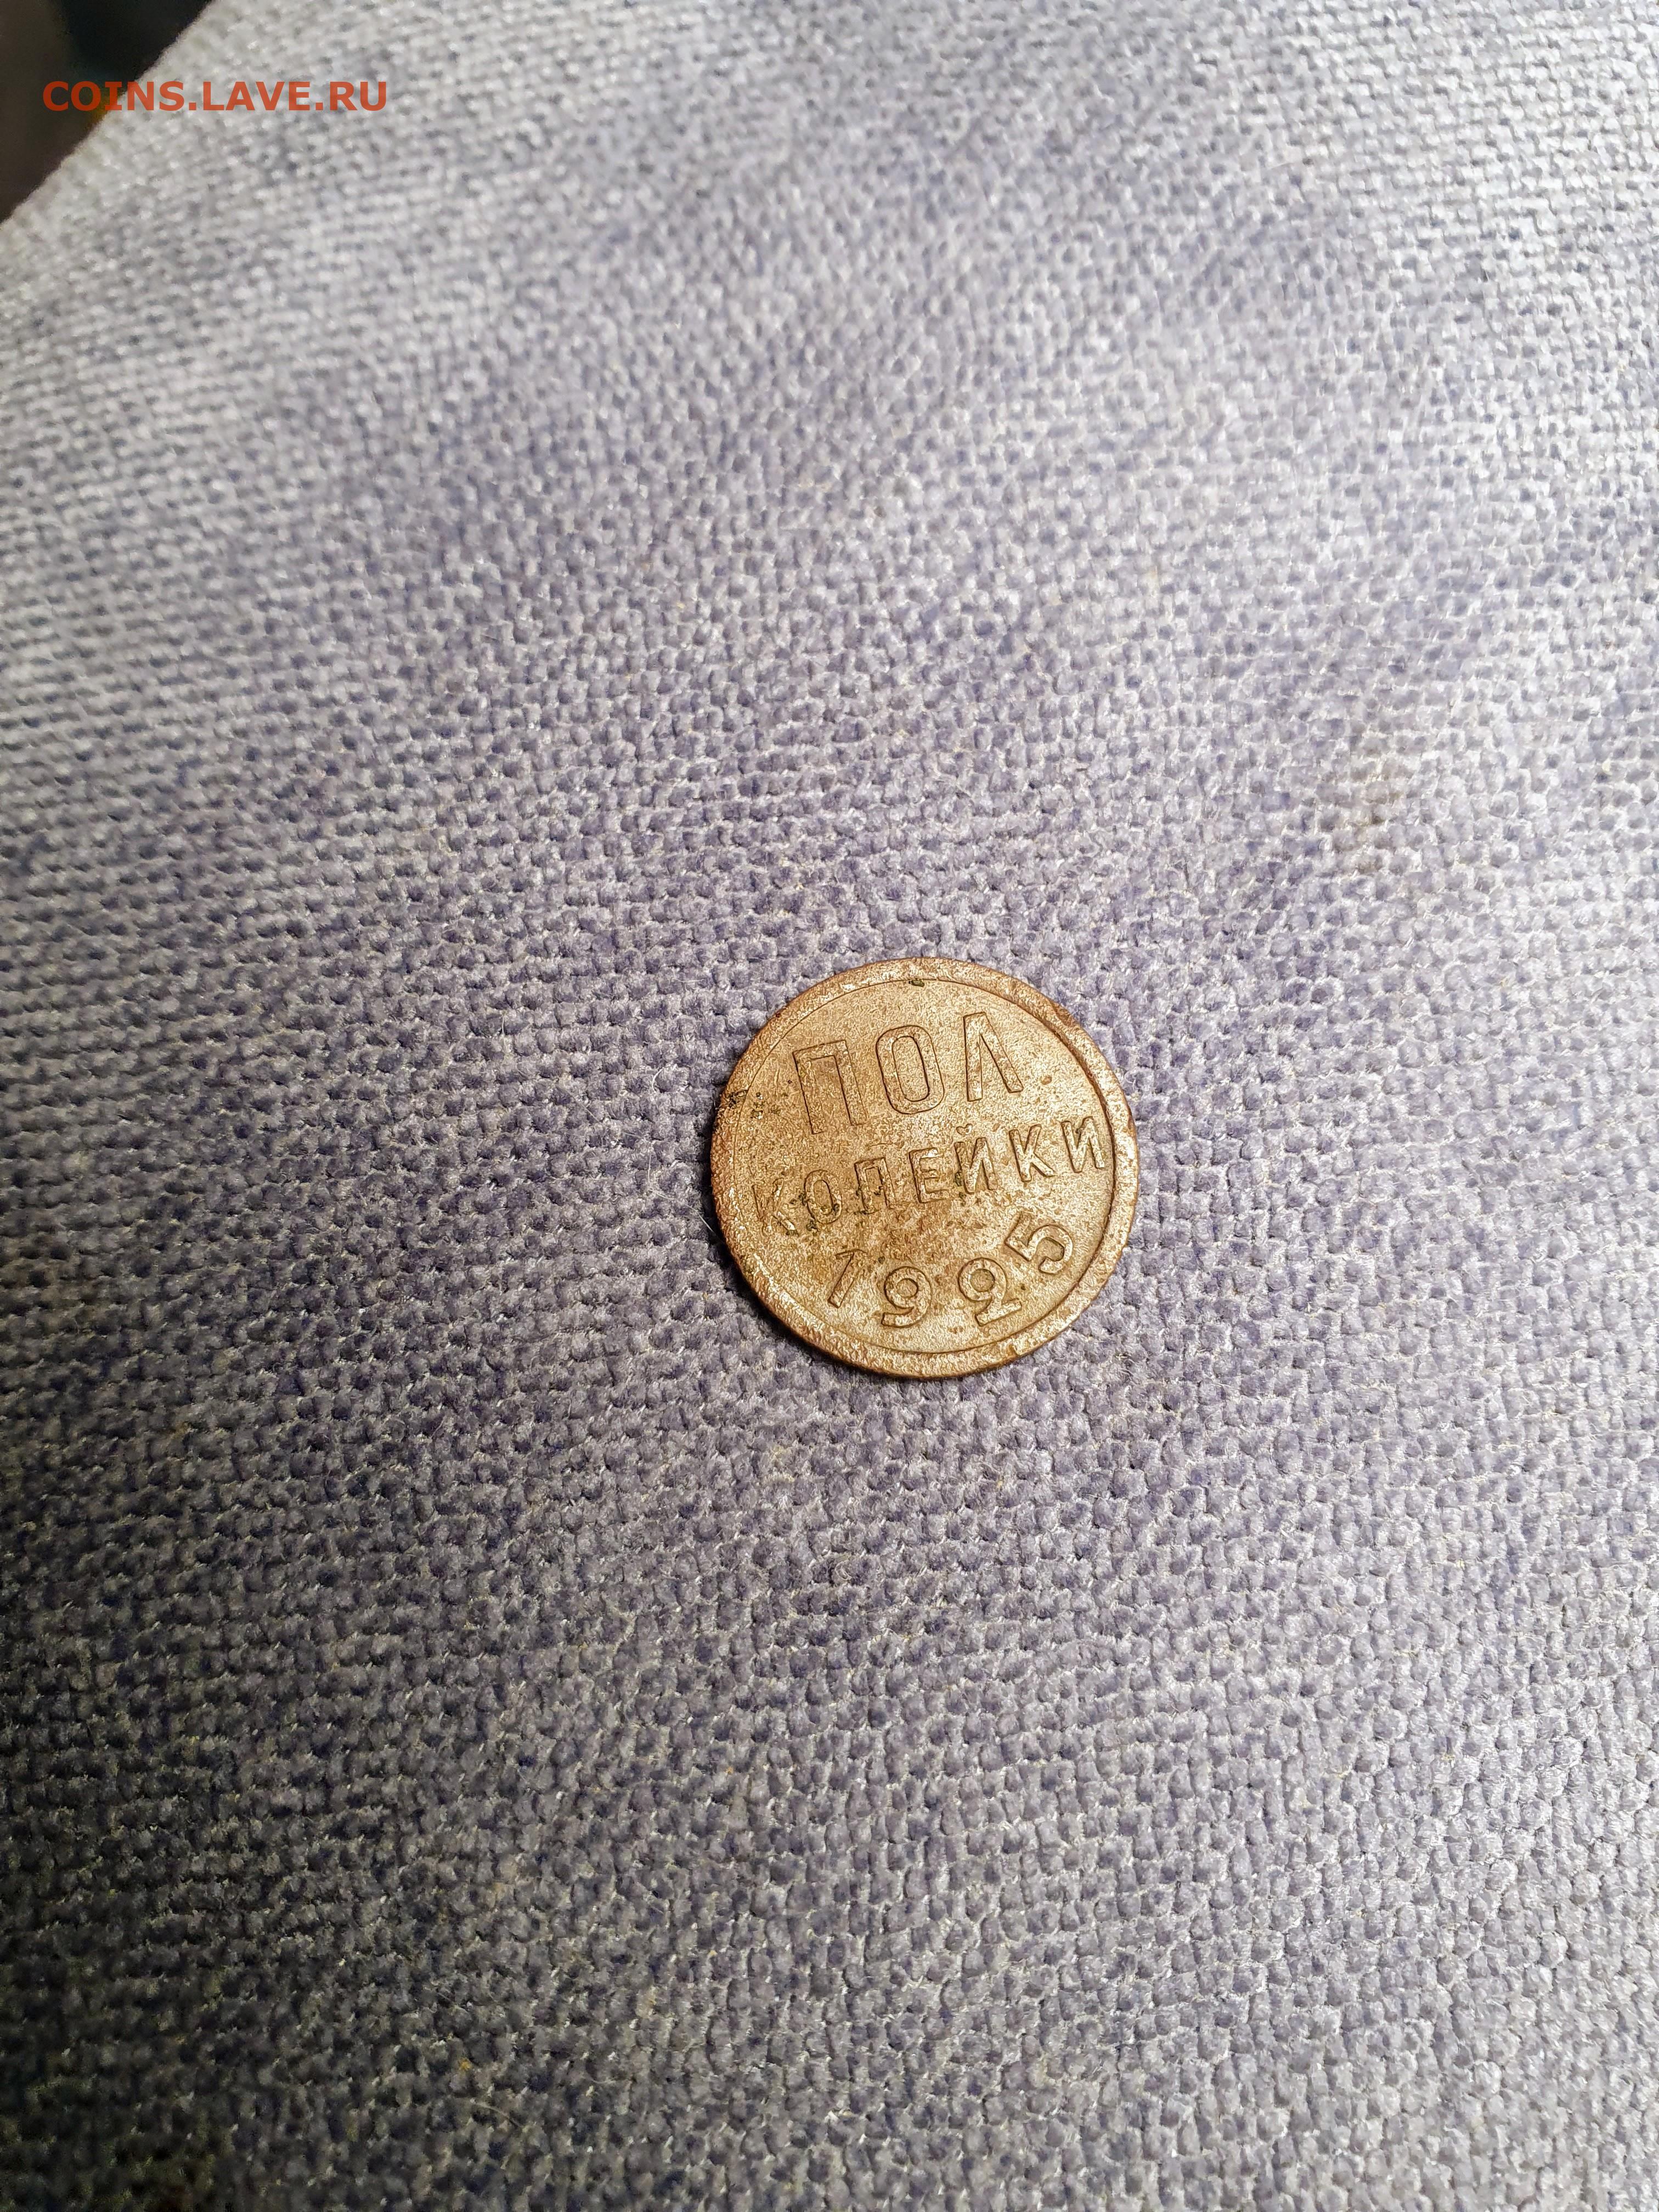 COINS.LAVE.RU
ПОЛ
КОПЕЙКИ
1925